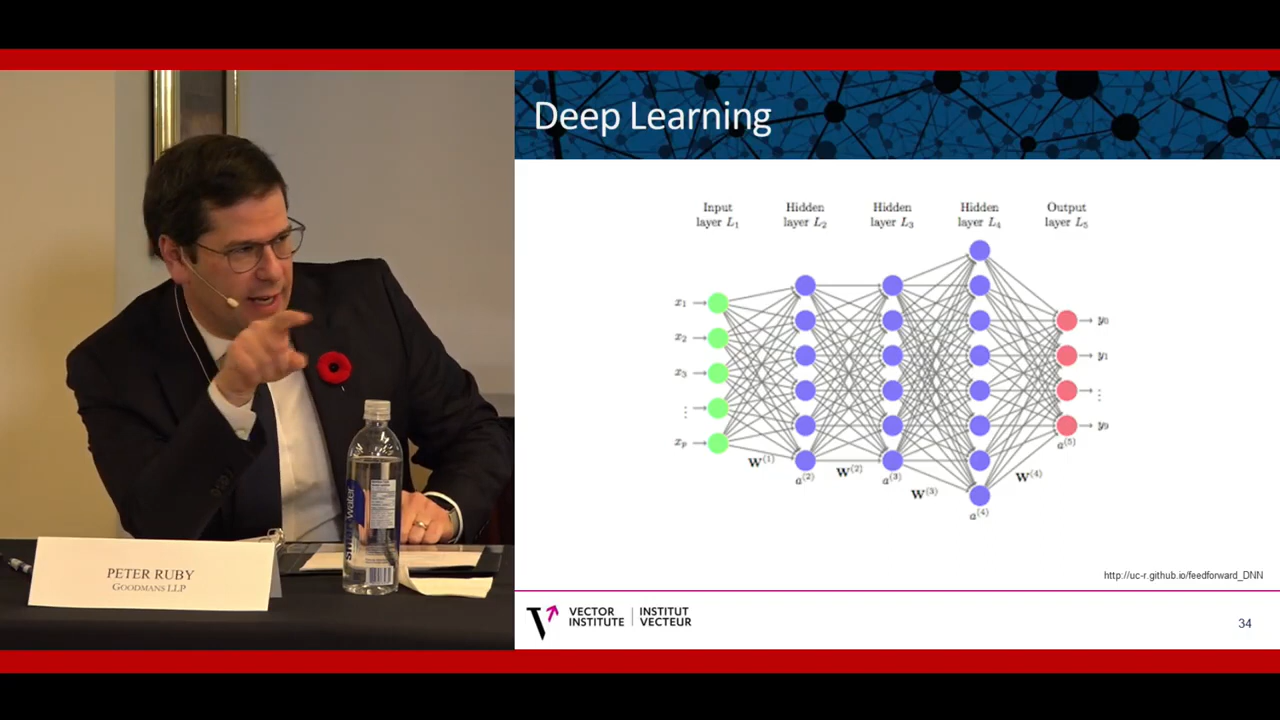 PETER RUBY
GOODMANS LLP
smartwater
Deep Learning
Input layer L₁
Hidden layer L₂
Hidden layer L₃
Hidden layer L₄
Output layer L₅
x₁
x₂
x₃
⋮
xₚ
y₀
y₁
⋮
y₉
W⁽¹⁾
a⁽²⁾
W⁽²⁾
a⁽³⁾
W⁽³⁾
a⁽⁴⁾
W⁽⁴⁾
a⁽⁵⁾
http://uc-r.github.io/feedforward_DNN
VECTOR INSTITUTE
INSTITUT VECTEUR
34